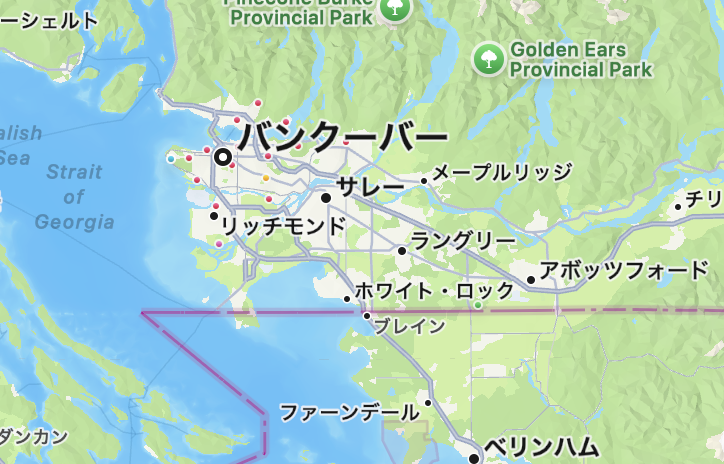 ーシェルト
Pinecone Burke
Provincial Park
Golden Ears
Provincial Park
バンクーバー
alish
Sea
Strait
of
Georgia
メープルリッジ
サレー
チリ
リッチモンド
ラングリー
アボッツフォード
ホワイト・ロック
ブレイン
ファーンデール
ダンカン
ベリンハム